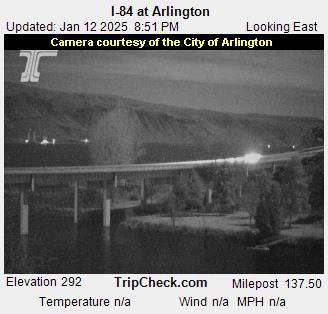 I-84 at Arlington
Updated: Jan 12 2025 8:51 PM Looking East
Camera courtesy of the City of Arlington
Elevation 292 TripCheck.com Milepost 137.50
Temperature n/a Wind n/a MPH n/a